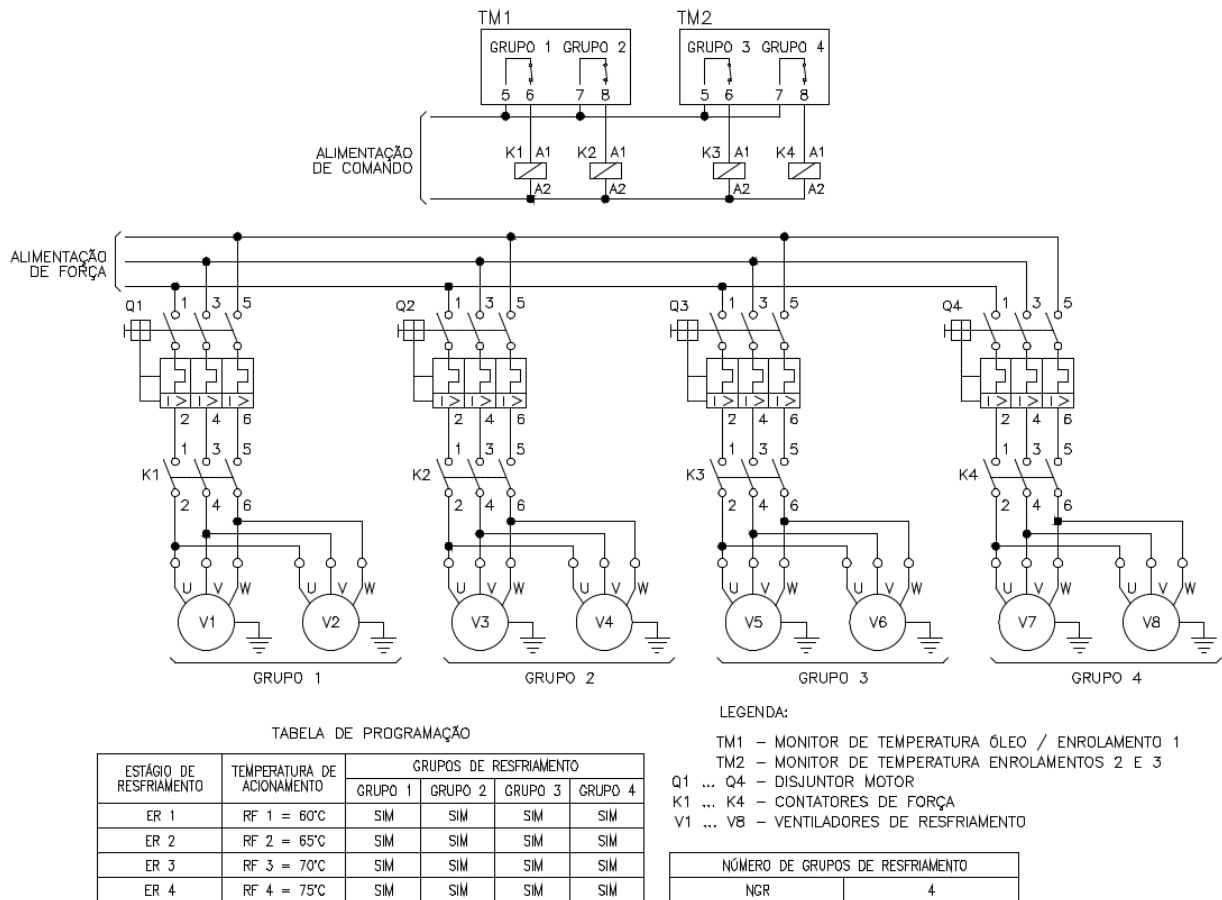 TM1 TM2
GRUPO 1 GRUPO 2 GRUPO 3 GRUPO 4
5 6 7 8 5 6 7 8
ALIMENTAÇÃO
DE COMANDO
K1 A1 K2 A1 K3 A1 K4 A1
A2 A2 A2 A2
ALIMENTAÇÃO
DE FORÇA
Q1 1 3 5 Q2 1 3 5 Q3 1 3 5 Q4 1 3 5
I > I > I > I > I > I > I > I > I > I > I > I >
2 4 6 2 4 6 2 4 6 2 4 6
1 3 5 1 3 5 1 3 5 1 3 5
K1 K2 K3 K4
2 4 6 2 4 6 2 4 6 2 4 6
U V W U V W U V W U V W U V W U V W U V W U V W
V1 V2 V3 V4 V5 V6 V7 V8
GRUPO 1 GRUPO 2 GRUPO 3 GRUPO 4
TABELA DE PROGRAMAÇÃO
ESTÁGIO DE RESFRIAMENTO TEMPERATURA DE ACIONAMENTO GRUPOS DE RESFRIAMENTO
GRUPO 1 GRUPO 2 GRUPO 3 GRUPO 4
ER 1 RF 1 = 60°C SIM SIM SIM SIM
ER 2 RF 2 = 65°C SIM SIM SIM SIM
ER 3 RF 3 = 70°C SIM SIM SIM SIM
ER 4 RF 4 = 75°C SIM SIM SIM SIM
LEGENDA:
TM1 – MONITOR DE TEMPERATURA ÓLEO / ENROLAMENTO 1
TM2 – MONITOR DE TEMPERATURA ENROLAMENTOS 2 E 3
Q1 ... Q4 – DISJUNTOR MOTOR
K1 ... K4 – CONTATORES DE FORÇA
V1 ... V8 – VENTILADORES DE RESFRIAMENTO
NÚMERO DE GRUPOS DE RESFRIAMENTO
NGR 4